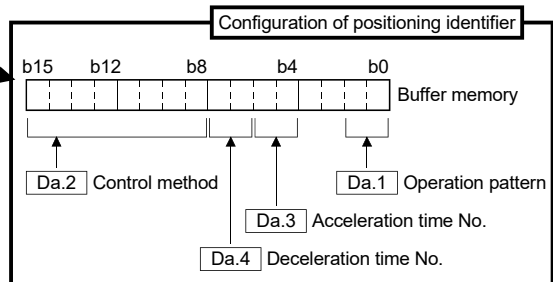 Configuration of positioning identifier
b15 b12 b8 b4 b0
Buffer memory
Da.2 Control method
Da.1 Operation pattern
Da.3 Acceleration time No.
Da.4 Deceleration time No.